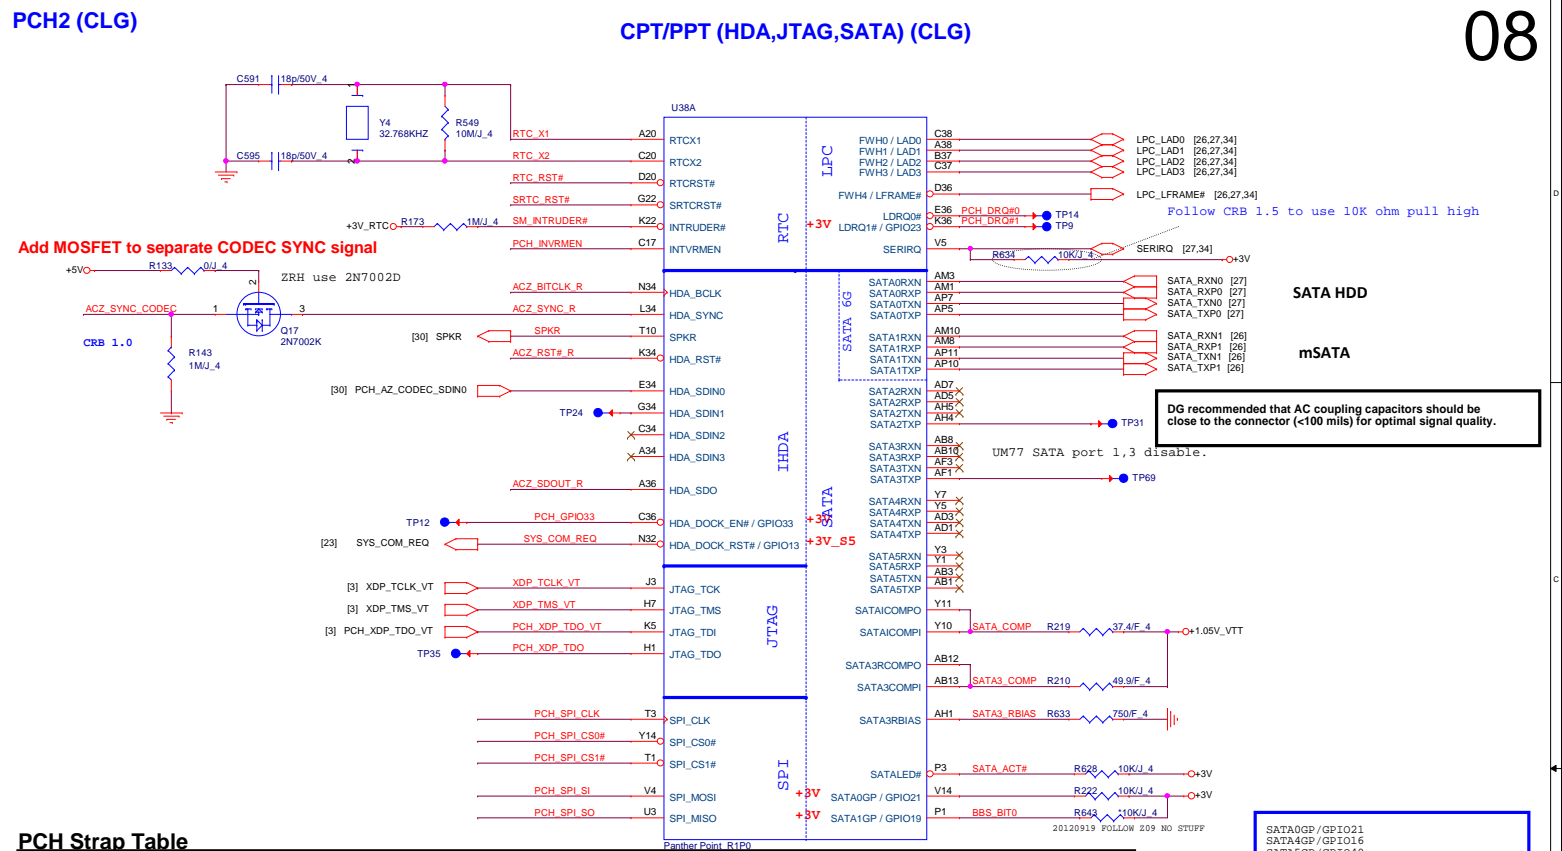 PCH2 (CLG)
CPT/PPT (HDA,JTAG,SATA) (CLG)
08
C591
18p/50V_4
1
Y4
32.768KHZ
R549
10M/J_4
C595
18p/50V_4
2
RTC_X1
A20
RTC_X2
C20
RTC_RST#
D20
SRTC_RST#
G22
+3V_RTC
R173
1M/J_4
SM_INTRUDER#
K22
PCH_INVRMEN
C17
Add MOSFET to separate CODEC SYNC signal
+5V
R133
0/J_4
ZRH use 2N7002D
2
ACZ_SYNC_CODEC
1
3
Q17
2N7002K
CRB 1.0
R143
1M/J_4
ACZ_BITCLK_R
N34
ACZ_SYNC_R
L34
[30] SPKR
SPKR
T10
ACZ_RST#_R
K34
[30] PCH_AZ_CODEC_SDIN0
E34
TP24
G34
C34
A34
ACZ_SDOUT_R
A36
TP12
PCH_GPIO33
C36
[23] SYS_COM_REQ
SYS_COM_REQ
N32
[3] XDP_TCLK_VT
XDP_TCLK_VT
J3
[3] XDP_TMS_VT
XDP_TMS_VT
H7
[3] PCH_XDP_TDO_VT
PCH_XDP_TDO_VT
K5
TP35
PCH_XDP_TDO
H1
PCH_SPI_CLK
T3
PCH_SPI_CS0#
Y14
PCH_SPI_CS1#
T1
PCH_SPI_SI
V4
PCH_SPI_SO
U3
U38A
RTCX1
RTCX2
RTCRST#
SRTCRST#
INTRUDER#
INTVRMEN
HDA_BCLK
HDA_SYNC
SPKR
HDA_RST#
HDA_SDIN0
HDA_SDIN1
HDA_SDIN2
HDA_SDIN3
HDA_SDO
HDA_DOCK_EN# / GPIO33
HDA_DOCK_RST# / GPIO13
JTAG_TCK
JTAG_TMS
JTAG_TDI
JTAG_TDO
SPI_CLK
SPI_CS0#
SPI_CS1#
SPI_MOSI
SPI_MISO
RTC
IHDA
JTAG
SPI
LPC
SATA 6G
SATA
+3V
+3V
+3V_S5
+3V
+3V
FWH0 / LAD0
FWH1 / LAD1
FWH2 / LAD2
FWH3 / LAD3
FWH4 / LFRAME#
LDRQ0#
LDRQ1# / GPIO23
SERIRQ
SATA0RXN
SATA0RXP
SATA0TXN
SATA0TXP
SATA1RXN
SATA1RXP
SATA1TXN
SATA1TXP
SATA2RXN
SATA2RXP
SATA2TXN
SATA2TXP
SATA3RXN
SATA3RXP
SATA3TXN
SATA3TXP
SATA4RXN
SATA4RXP
SATA4TXN
SATA4TXP
SATA5RXN
SATA5RXP
SATA5TXN
SATA5TXP
SATAICOMPO
SATAICOMPI
SATA3RCOMPO
SATA3COMPI
SATA3RBIAS
SATALED#
SATA0GP / GPIO21
SATA1GP / GPIO19
Panther Point_R1P0
C38
LPC_LAD0 [26,27,34]
A38
LPC_LAD1 [26,27,34]
B37
LPC_LAD2 [26,27,34]
C37
LPC_LAD3 [26,27,34]
D36
LPC_LFRAME# [26,27,34]
E36
PCH_DRQ#0
TP14
K36
PCH_DRQ#1
TP9
Follow CRB 1.5 to use 10K ohm pull high
V5
SERIRQ [27,34]
R634
10K/J_4
+3V
AM3
SATA_RXN0 [27]
AM1
SATA_RXP0 [27]
AP7
SATA_TXN0 [27]
AP5
SATA_TXP0 [27]
SATA HDD
AM10
SATA_RXN1 [26]
AM8
SATA_RXP1 [26]
AP11
SATA_TXN1 [26]
AP10
SATA_TXP1 [26]
mSATA
AD7
AD5
AH5
AH4
TP31
DG recommended that AC coupling capacitors should be
close to the connector (<100 mils) for optimal signal quality.
AB8
AB10
AF3
AF1
TP69
UM77 SATA port 1,3 disable.
Y7
Y5
AD3
AD1
Y3
Y1
AB3
AB1
Y11
Y10
SATA_COMP
R219
37.4/F_4
+1.05V_VTT
AB12
AB13
SATA3_COMP
R210
49.9/F_4
AH1
SATA3_RBIAS
R633
750/F_4
P3
SATA_ACT#
R628
10K/J_4
+3V
V14
R222
10K/J_4
+3V
P1
BBS_BIT0
R643
*10K/J_4
20120919 FOLLOW Z09 NO STUFF
D
C
PCH Strap Table
SATA0GP/GPIO21
SATA4GP/GPIO16